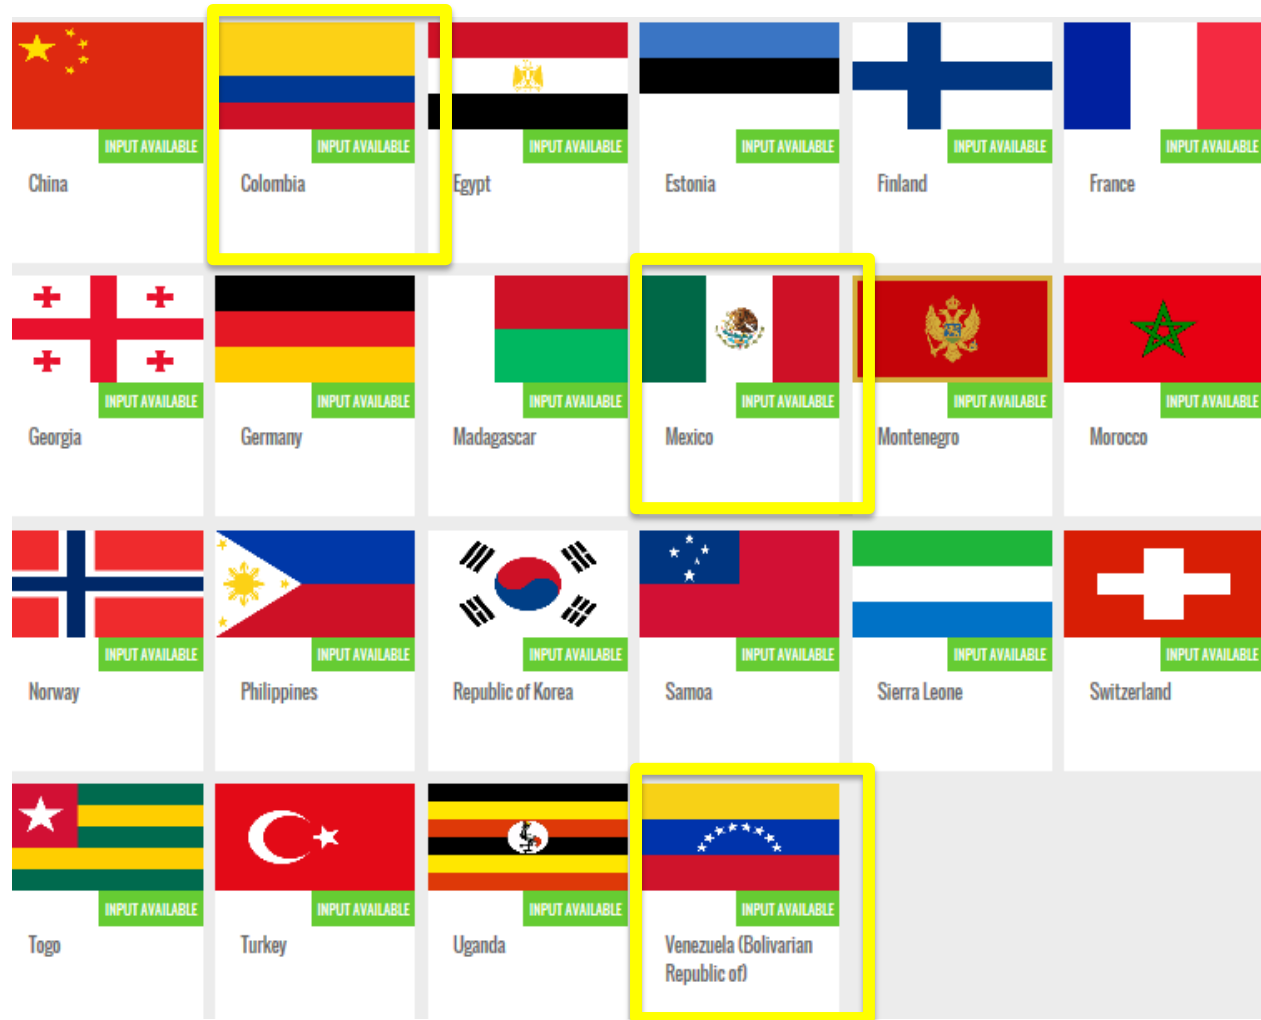 INPUT AVAILABLE INPUT AVAILABLE INPUT AVAILABLE INPUT AVAILABLE INPUT AVAILABLE INPUT AVAILABLE
China Colombia Egypt Estonia Finland France
INPUT AVAILABLE INPUT AVAILABLE INPUT AVAILABLE INPUT AVAILABLE INPUT AVAILABLE INPUT AVAILABLE
Georgia Germany Madagascar Mexico Montenegro Morocco
INPUT AVAILABLE INPUT AVAILABLE INPUT AVAILABLE INPUT AVAILABLE INPUT AVAILABLE INPUT AVAILABLE
Norway Philippines Republic of Korea Samoa Sierra Leone Switzerland
INPUT AVAILABLE INPUT AVAILABLE INPUT AVAILABLE INPUT AVAILABLE
Togo Turkey Uganda Venezuela (Bolivarian
Republic of)